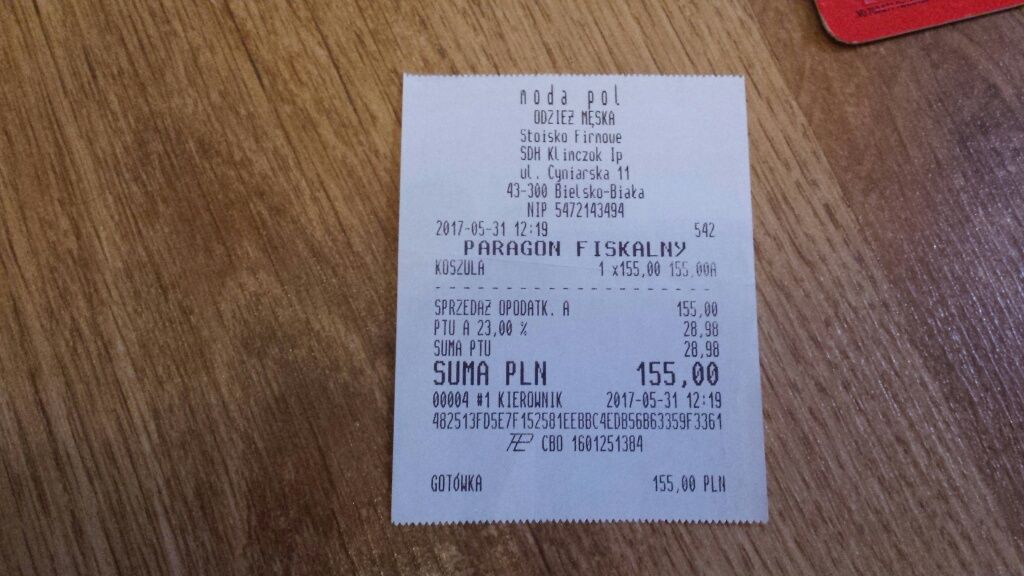 moda pol
ODZIEŻ MĘSKA
Stoisko Firmowe
SDH Klimczok Ip
ul. Cyniarska 11
43-300 Bielsko-Biała
NIP 5472143494
2017-05-31 12:19 542
PARAGON FISKALNY
KOSZULA 1 x155,00 155,00A
SPRZEDAŻ OPODATK. A 155,00
PTU A 23,00 % 28,98
SUMA PTU 28,98
SUMA PLN 155,00
00004 #1 KIEROWNIK 2017-05-31 12:19
482513FD5E7F152581EEBBC4EDB56B63359F3361
CBO 1601251384
GOTÓWKA 155,00 PLN